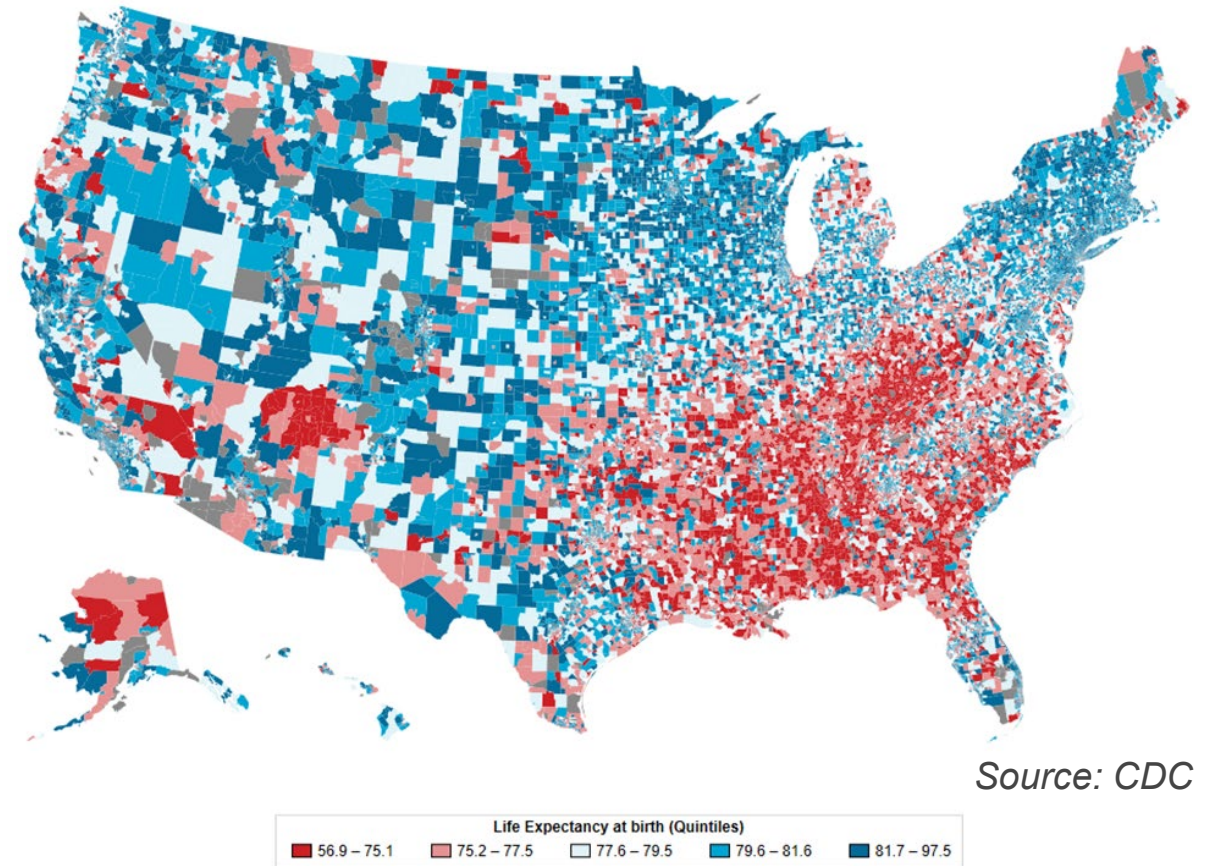 Source: CDC
Life Expectancy at birth (Quintiles)
56.9 – 75.1 75.2 – 77.5 77.6 – 79.5 79.6 – 81.6 81.7 – 97.5